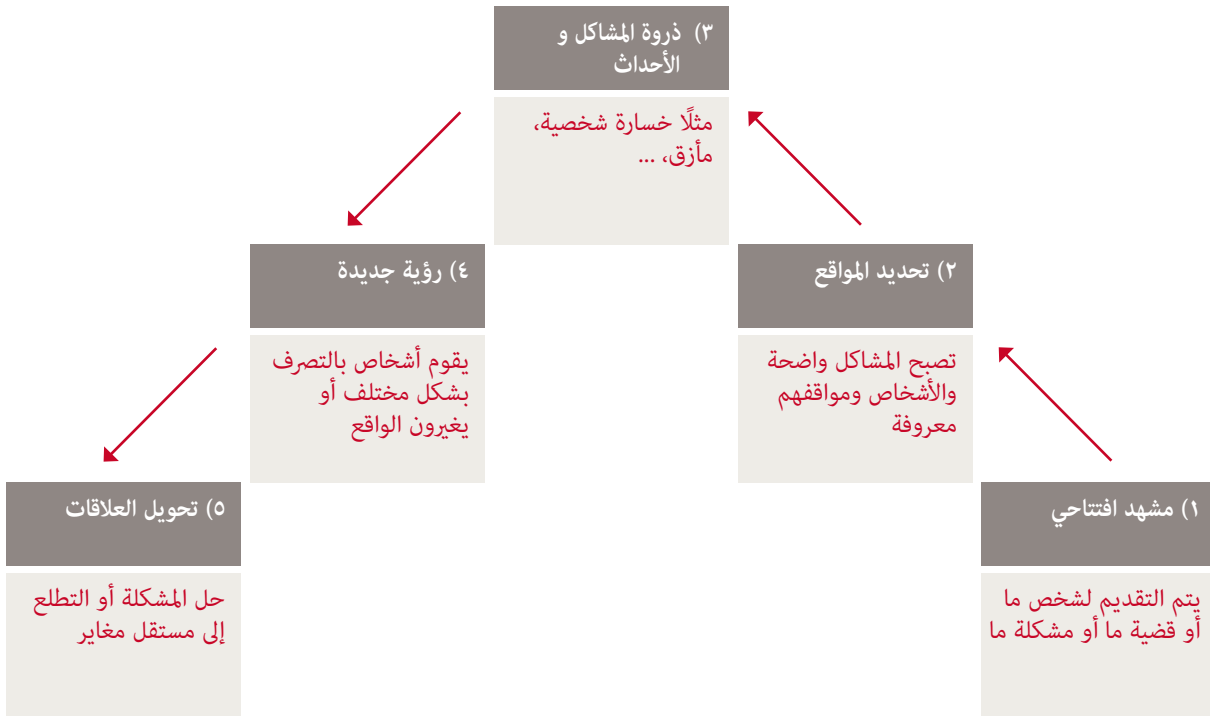 ١) مشهد افتتاحي
يتم التقديم لشخص ما
أو قضية ما أو مشكلة ما
٢) تحديد المواقع
تصبح المشاكل واضحة
والأشخاص ومواقفهم
معروفة
٣) ذروة المشاكل و
الأحداث
مثلًا خسارة شخصية،
مأزق، ...
٤) رؤية جديدة
يقوم أشخاص بالتصرف
بشكل مختلف أو
يغيرون الواقع
٥) تحويل العلاقات
حل المشكلة أو التطلع
إلى مستقل مغاير